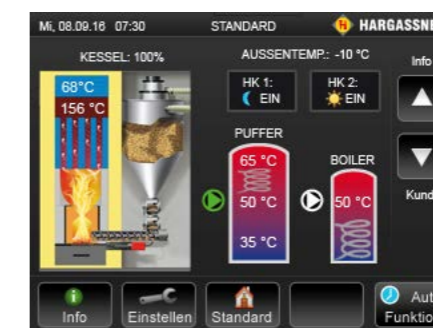 Mi, 08.09.16 07:30 STANDARD HARGASSNE
KESSEL: 100% AUSSENTEMP.: -10 °C Info
68°C
156 °C
HK 1: HK 2:
EIN EIN
PUFFER
65 °C BOILER
50 °C 50 °C
35 °C
Kund
Info Einstellen Standard Aut
Funktio